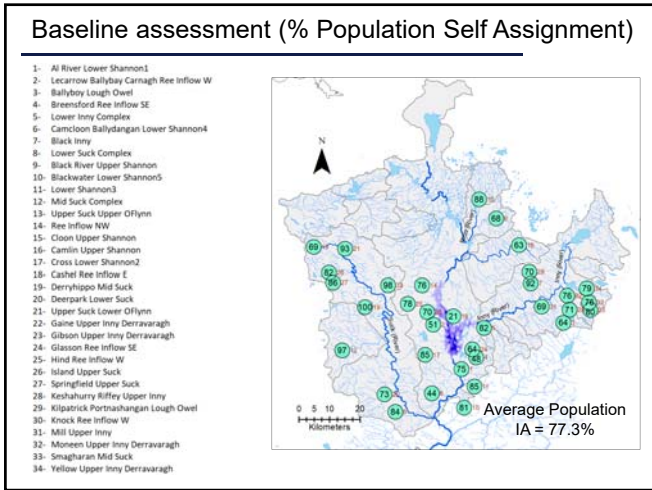 Baseline assessment (% Population Self Assignment)
1- Al River Lower Shannon1
2- Lecarrow Ballybay Carnagh Ree Inflow W
3- Ballyboy Lough Owel
4- Breensford Ree Inflow SE
5- Lower Inny Complex
6- Camcloon Ballydangan Lower Shannon4
7- Black Inny
8- Lower Suck Complex
9- Black River Upper Shannon
10- Blackwater Lower Shannon5
11- Lower Shannon3
12- Mid Suck Complex
13- Upper Suck Upper OFlynn
14- Ree Inflow NW
15- Cloon Upper Shannon
16- Camlin Upper Shannon
17- Cross Lower Shannon2
18- Cashel Ree Inflow E
19- Derryhippo Mid Suck
20- Deerpark Lower Suck
21- Upper Suck Lower OFlynn
22- Gaine Upper Inny Derravaragh
23- Gibson Upper Inny Derravaragh
24- Glasson Ree Inflow SE
25- Hind Ree Inflow W
26- Island Upper Suck
27- Springfield Upper Suck
28- Keshahurry Riffey Upper Inny
29- Kilpatrick Portnashangan Lough Owel
30- Knock Ree Inflow W
31- Mill Upper Inny
32- Moneen Upper Inny Derravaragh
33- Smagharan Mid Suck
34- Yellow Upper Inny Derravaragh
N
88
68
69
93
63
82
86
70
92
98
76
79
76
76
100
78
70
21
69
71
80
51
82
64
97
85
64
48
75
73
44
85
84
81
Inny (River)
Suck (River)
0 5 10 20
Kilometers
Average Population
IA = 77.3%